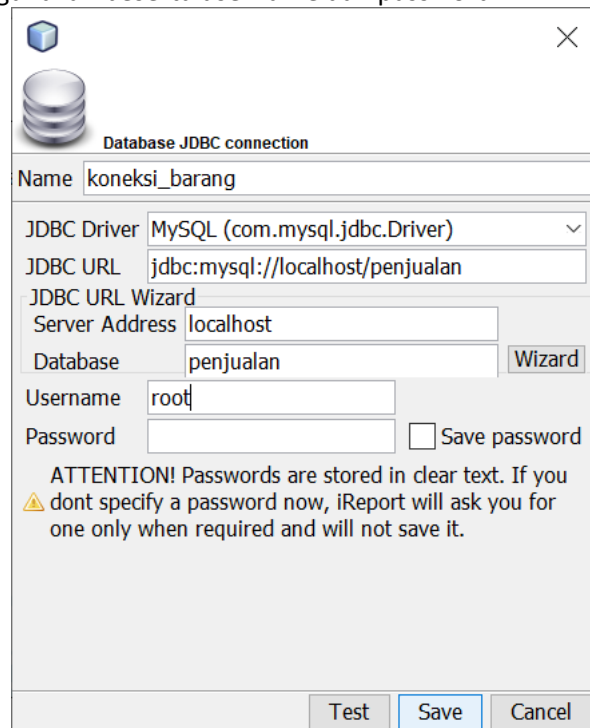 Database JDBC connection
Name koneksi_barang
JDBC Driver MySQL (com.mysql.jdbc.Driver)
JDBC URL jdbc:mysql://localhost/penjualan
JDBC URL Wizard
Server Address localhost
Database penjualan Wizard
Username root
Password Save password
ATTENTION! Passwords are stored in clear text. If you
dont specify a password now, iReport will ask you for
one only when required and will not save it.
Test Save Cancel